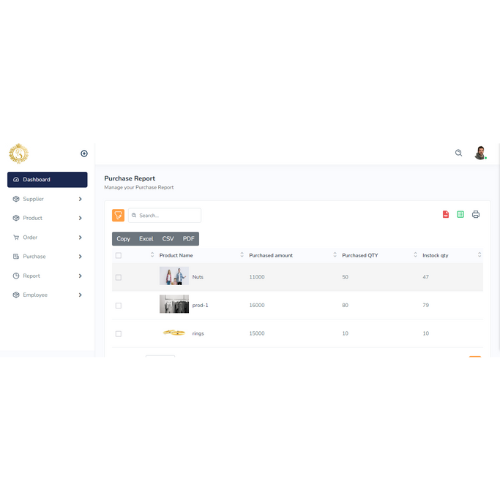 Dashboard
Supplier
Product
Order
Purchase
Report
Employee
Purchase Report
Manage your Purchase Report
Search...
Copy Excel CSV PDF
Product Name Purchased amount Purchased QTY Instock qty
Nuts 11000 50 47
prod-1 16000 80 79
rings 15000 10 10